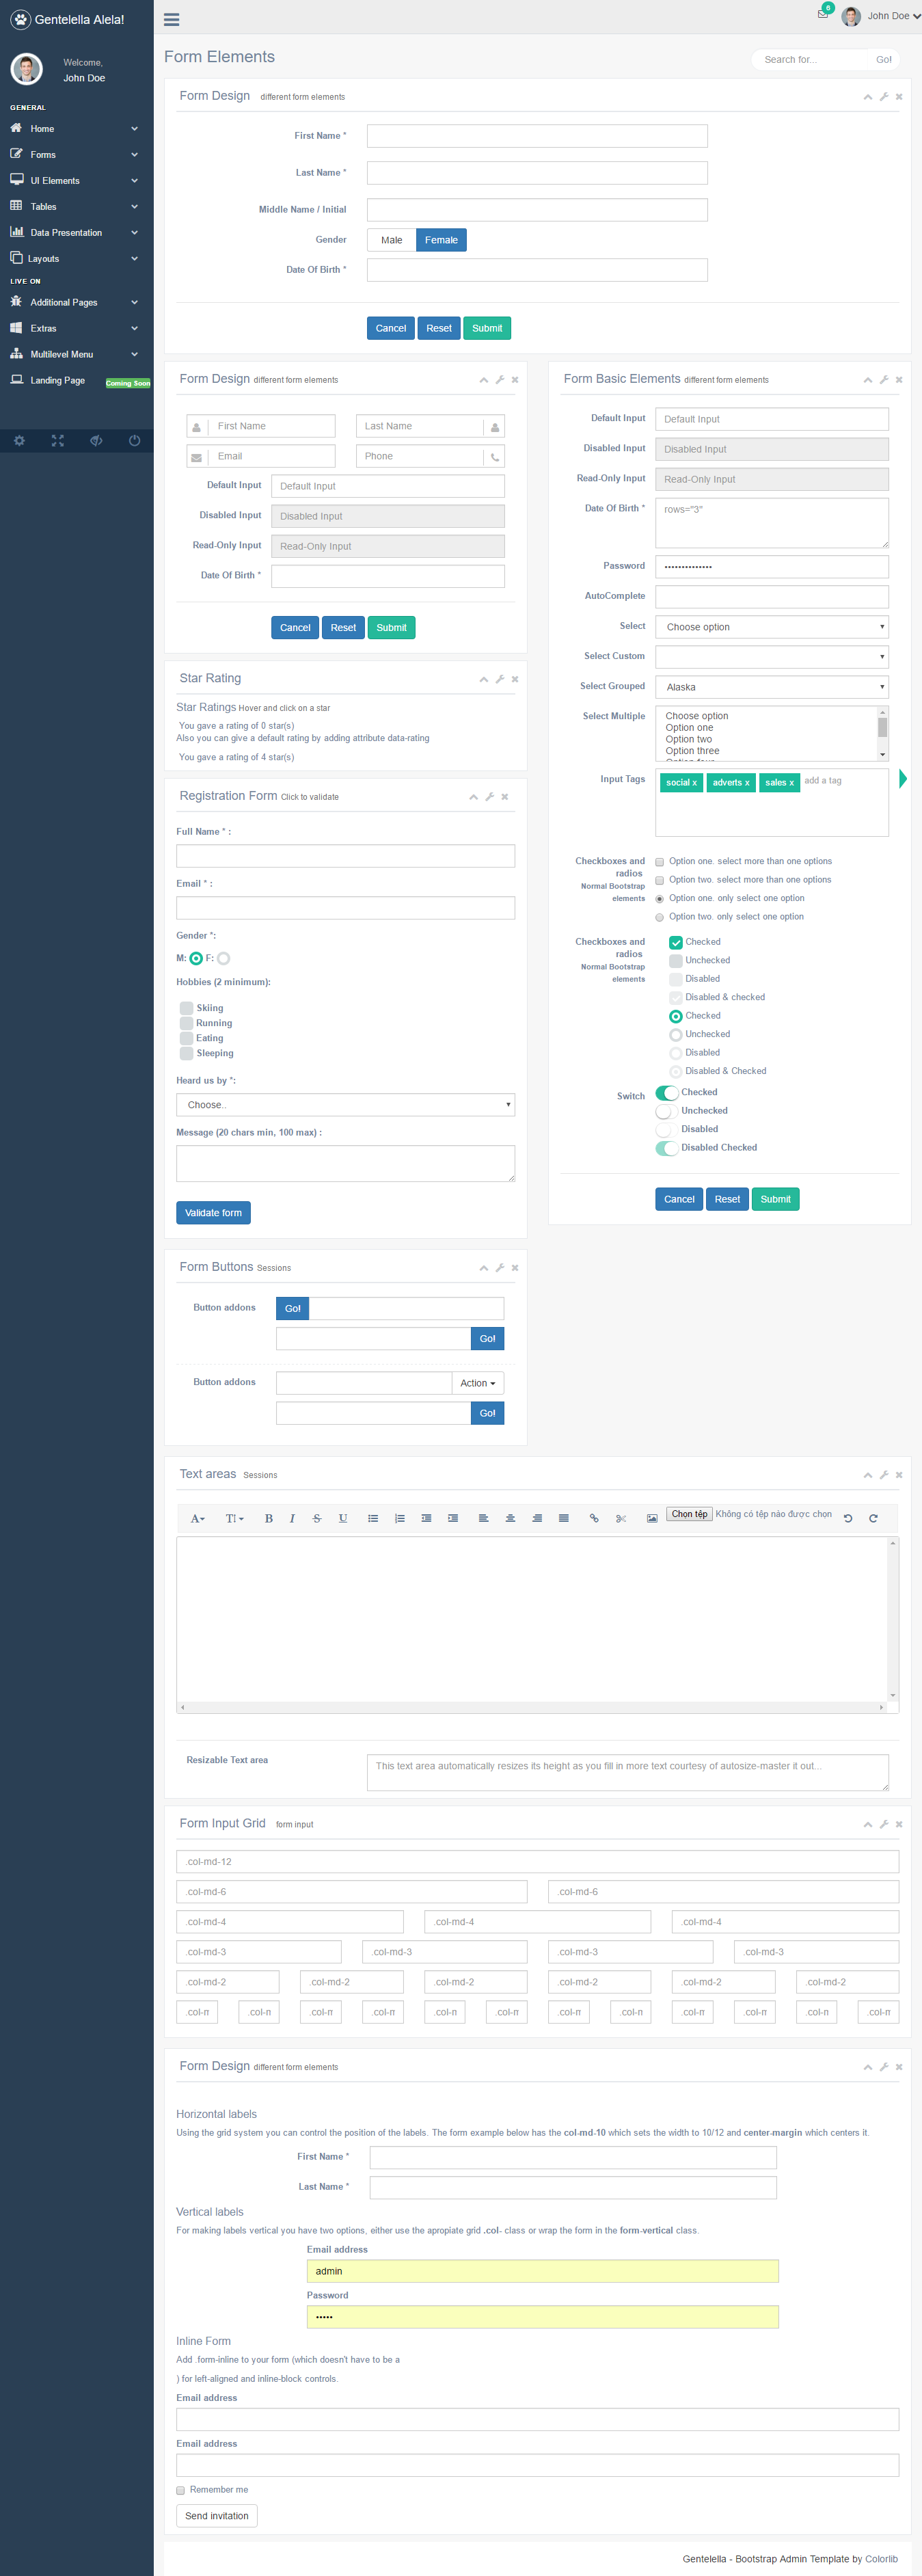 Gentelella Alela!
6
John Doe
Welcome,
John Doe
GENERAL
Home
Forms
UI Elements
Tables
Data Presentation
Layouts
LIVE ON
Additional Pages
Extras
Multilevel Menu
Landing Page
Coming Soon
Form Elements
Search for...
Go!
Form Design different form elements
First Name *
Last Name *
Middle Name / Initial
Gender Male Female
Date Of Birth *
Cancel Reset Submit
Form Design different form elements
First Name Last Name
Email Phone
Default Input Default Input
Disabled Input Disabled Input
Read-Only Input Read-Only Input
Date Of Birth *
Cancel Reset Submit
Star Rating
Star Ratings Hover and click on a star
You gave a rating of 0 star(s)
Also you can give a default rating by adding attribute data-rating
You gave a rating of 4 star(s)
Registration Form Click to validate
Full Name * :
Email * :
Gender *:
M: F:
Hobbies (2 minimum):
Skiing
Running
Eating
Sleeping
Heard us by *:
Choose..
Message (20 chars min, 100 max) :
Validate form
Form Buttons Sessions
Button addons Go!
Go!
Button addons Action
Go!
Form Basic Elements different form elements
Default Input Default Input
Disabled Input Disabled Input
Read-Only Input Read-Only Input
Date Of Birth * rows="3"
Password ••••••••••••••
AutoComplete
Select Choose option
Select Custom
Select Grouped Alaska
Select Multiple Choose option
Option one
Option two
Option three
Option four
Input Tags social x adverts x sales x add a tag
Checkboxes and radios
Normal Bootstrap elements
Option one. select more than one options
Option two. select more than one options
Option one. only select one option
Option two. only select one option
Checkboxes and radios
Normal Bootstrap elements
Checked
Unchecked
Disabled
Disabled & checked
Checked
Unchecked
Disabled
Disabled & Checked
Switch Checked
Unchecked
Disabled
Disabled Checked
Cancel Reset Submit
Text areas Sessions
A T! B I S U Chọn tệp Không có tệp nào được chọn
Resizable Text area This text area automatically resizes its height as you fill in more text courtesy of autosize-master it out...
Form Input Grid form input
.col-md-12
.col-md-6 .col-md-6
.col-md-4 .col-md-4 .col-md-4
.col-md-3 .col-md-3 .col-md-3 .col-md-3
.col-md-2 .col-md-2 .col-md-2 .col-md-2 .col-md-2 .col-md-2
.col-m .col-m .col-m .col-m .col-m .col-m .col-m .col-m .col-m .col-m .col-m .col-m
Form Design different form elements
Horizontal labels
Using the grid system you can control the position of the labels. The form example below has the col-md-10 which sets the width to 10/12 and center-margin which centers it.
First Name *
Last Name *
Vertical labels
For making labels vertical you have two options, either use the apropiate grid .col- class or wrap the form in the form-vertical class.
Email address
admin
Password
•••••
Inline Form
Add .form-inline to your form (which doesn't have to be a
) for left-aligned and inline-block controls.
Email address
Email address
Remember me
Send invitation
Gentelella - Bootstrap Admin Template by Colorlib